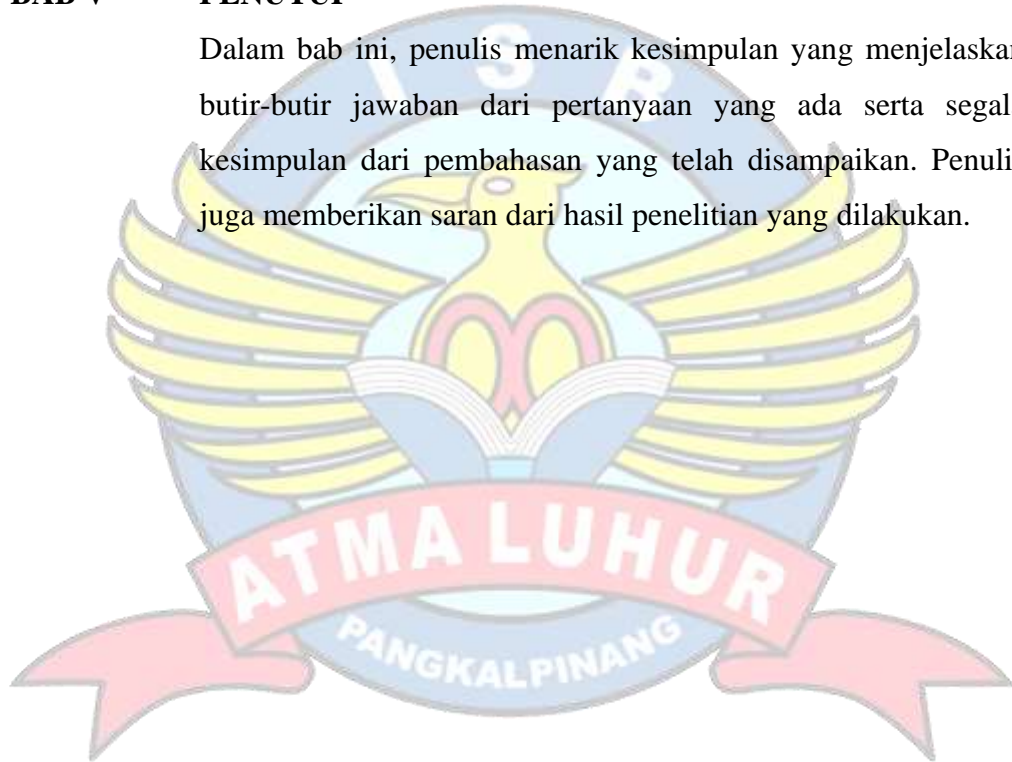 BAB V PENUTUP
Dalam bab ini, penulis menarik kesimpulan yang menjelaskan
butir-butir jawaban dari pertanyaan yang ada serta segal
kesimpulan dari pembahasan yang telah disampaikan. Penuli
juga memberikan saran dari hasil penelitian yang dilakukan.
I S B
ATMA LUHUR
PANGKALPINANG